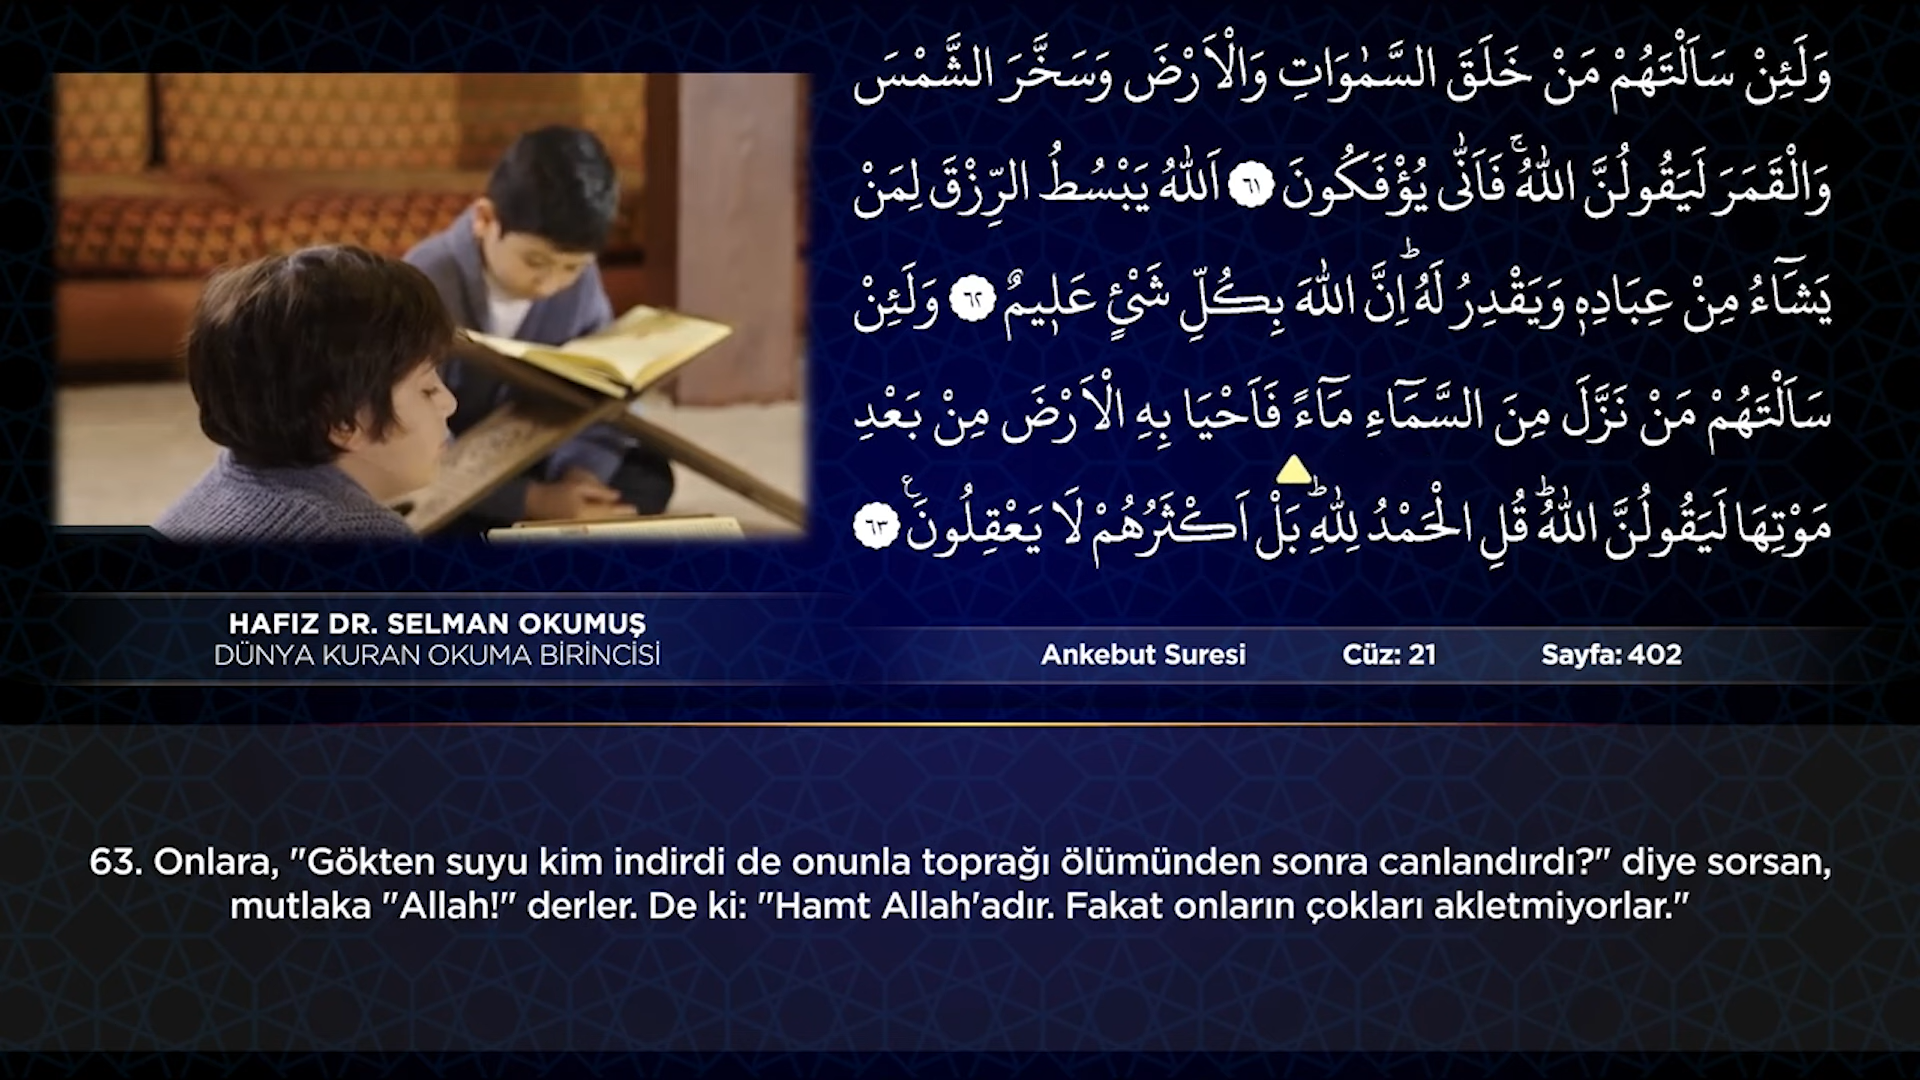 وَلَئِنْ سَاَلْتَهُمْ مَنْ خَلَقَ السَّمٰوَاتِ وَالْاَرْضَ وَسَخَّرَ الشَّمْسَ
وَالْقَمَرَ لَيَقُولُنَّ اللّٰهُۚ فَاَنّٰى يُؤْفَكُونَ ﴿٦١﴾ اَللّٰهُ يَبْسُطُ الرِّزْقَ لِمَنْ
يَشَٓاءُ مِنْ عِبَادِه۪ وَيَقْدِرُ لَهُۜ اِنَّ اللّٰهَ بِكُلِّ شَيْءٍ عَل۪يمٌ ﴿٦٢﴾ وَلَئِنْ
سَاَلْتَهُمْ مَنْ نَزَّلَ مِنَ السَّمَٓاءِ مَٓاءً فَاَحْيَا بِهِ الْاَرْضَ مِنْ بَعْدِ
مَوْتِهَا لَيَقُولُنَّ اللّٰهُۜ قُلِ الْحَمْدُ لِلّٰهِۜ بَلْ اَكْثَرُهُمْ لَا يَعْقِلُونَ۟ ﴿٦٣﴾
HAFIZ DR. SELMAN OKUMUŞ
DÜNYA KURAN OKUMA BİRİNCİSİ
Ankebut Suresi Cüz: 21 Sayfa: 402
63. Onlara, "Gökten suyu kim indirdi de onunla toprağı ölümünden sonra canlandırdı?" diye sorsan,
mutlaka "Allah!" derler. De ki: "Hamt Allah'adır. Fakat onların çokları akletmiyorlar."